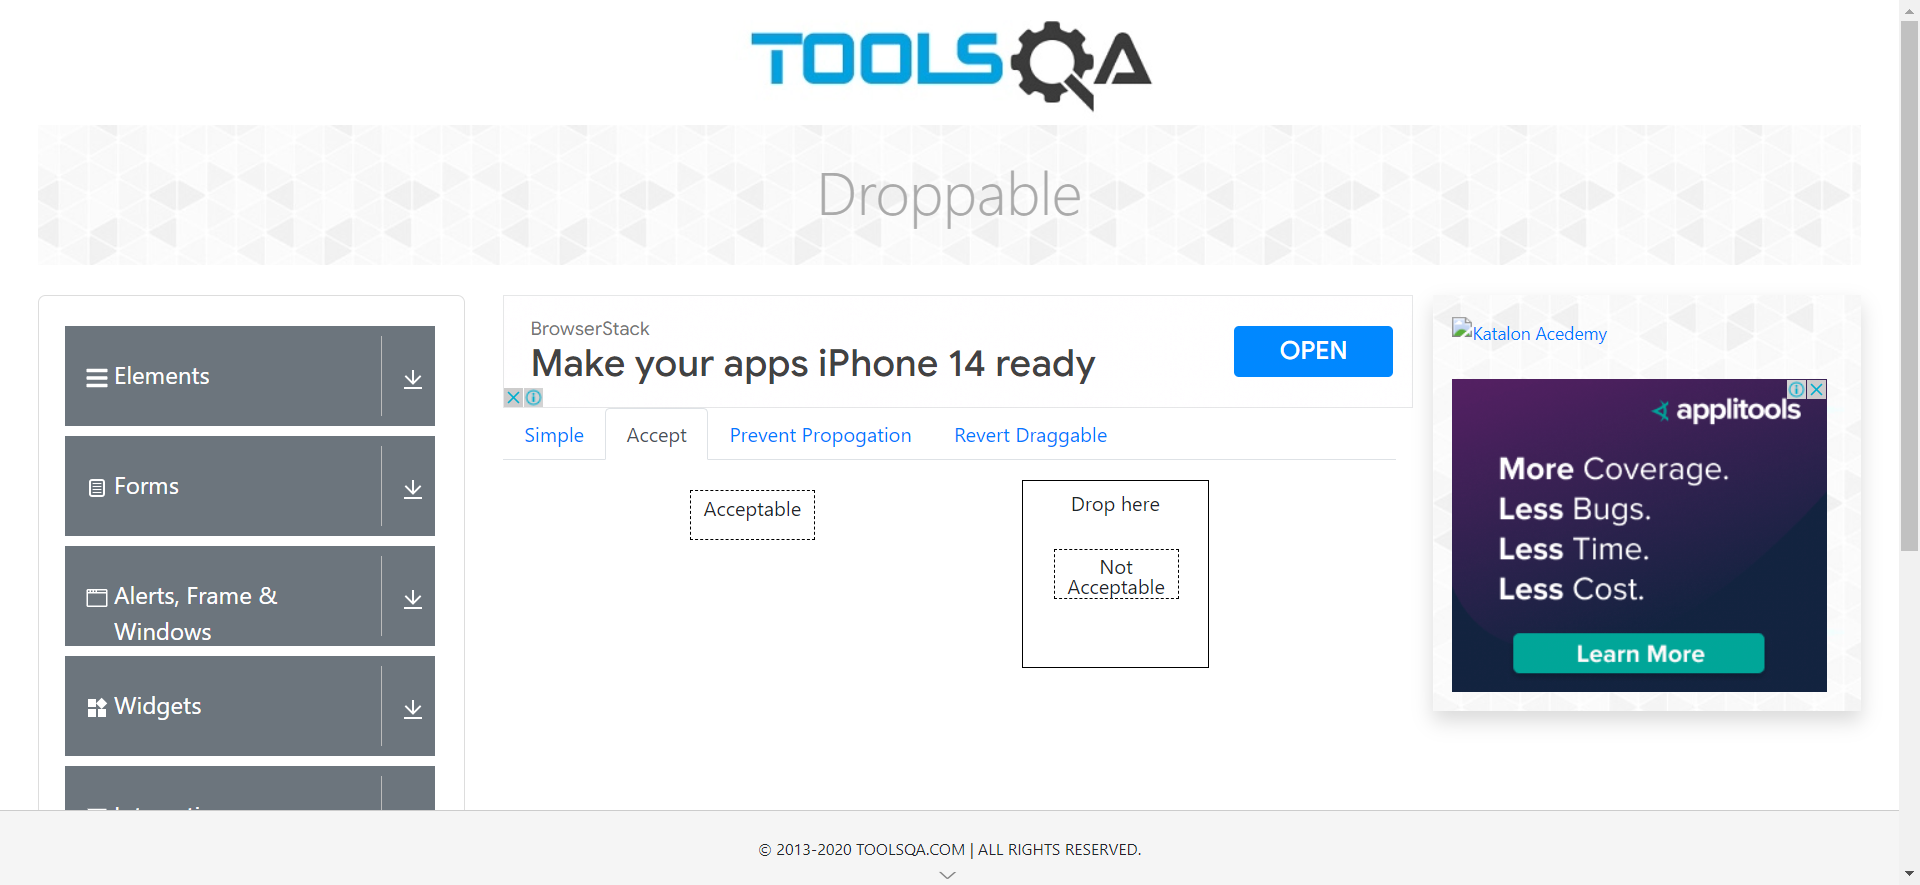 TOOLSQA
Droppable
Elements
Forms
Alerts, Frame &
Windows
Widgets
BrowserStack
Make your apps iPhone 14 ready
OPEN
Simple
Accept
Prevent Propogation
Revert Draggable
Acceptable
Drop here
Not
Acceptable
Katalon Acedemy
applitools
More Coverage.
Less Bugs.
Less Time.
Less Cost.
Learn More
© 2013-2020 TOOLSQA.COM | ALL RIGHTS RESERVED.